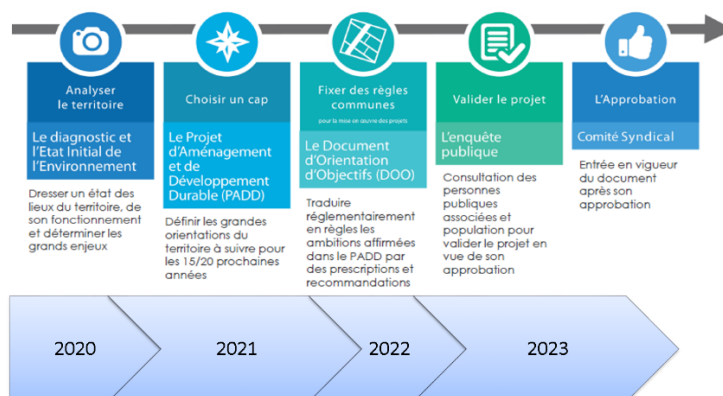 Analyser
le territoire
Le diagnostic et
l'Etat Initial de
l'Environnement
Dresser un état des
lieux du territoire, de
son fonctionnement
et déterminer les
grands enjeux
Choisir un cap
Le Projet
d'Aménagement
et de
Développement
Durable (PADD)
Définir les grandes
orientations du
territoire à suivre pour
les 15/20 prochaines
années
Fixer des règles
communes
pour la mise en œuvre des projets
Le Document
d'Orientation
d'Objectifs (DOO)
Traduire
réglementairement
en règles les
ambitions affirmées
dans le PADD par
des prescriptions et
recommandations
Valider le projet
L'enquête
publique
Consultation des
personnes
publiques
associées et
population pour
valider le projet en
vue de son
approbation
L'Approbation
Comité Syndical
Entrée en vigueur
du document
après son
approbation
2020
2021
2022
2023